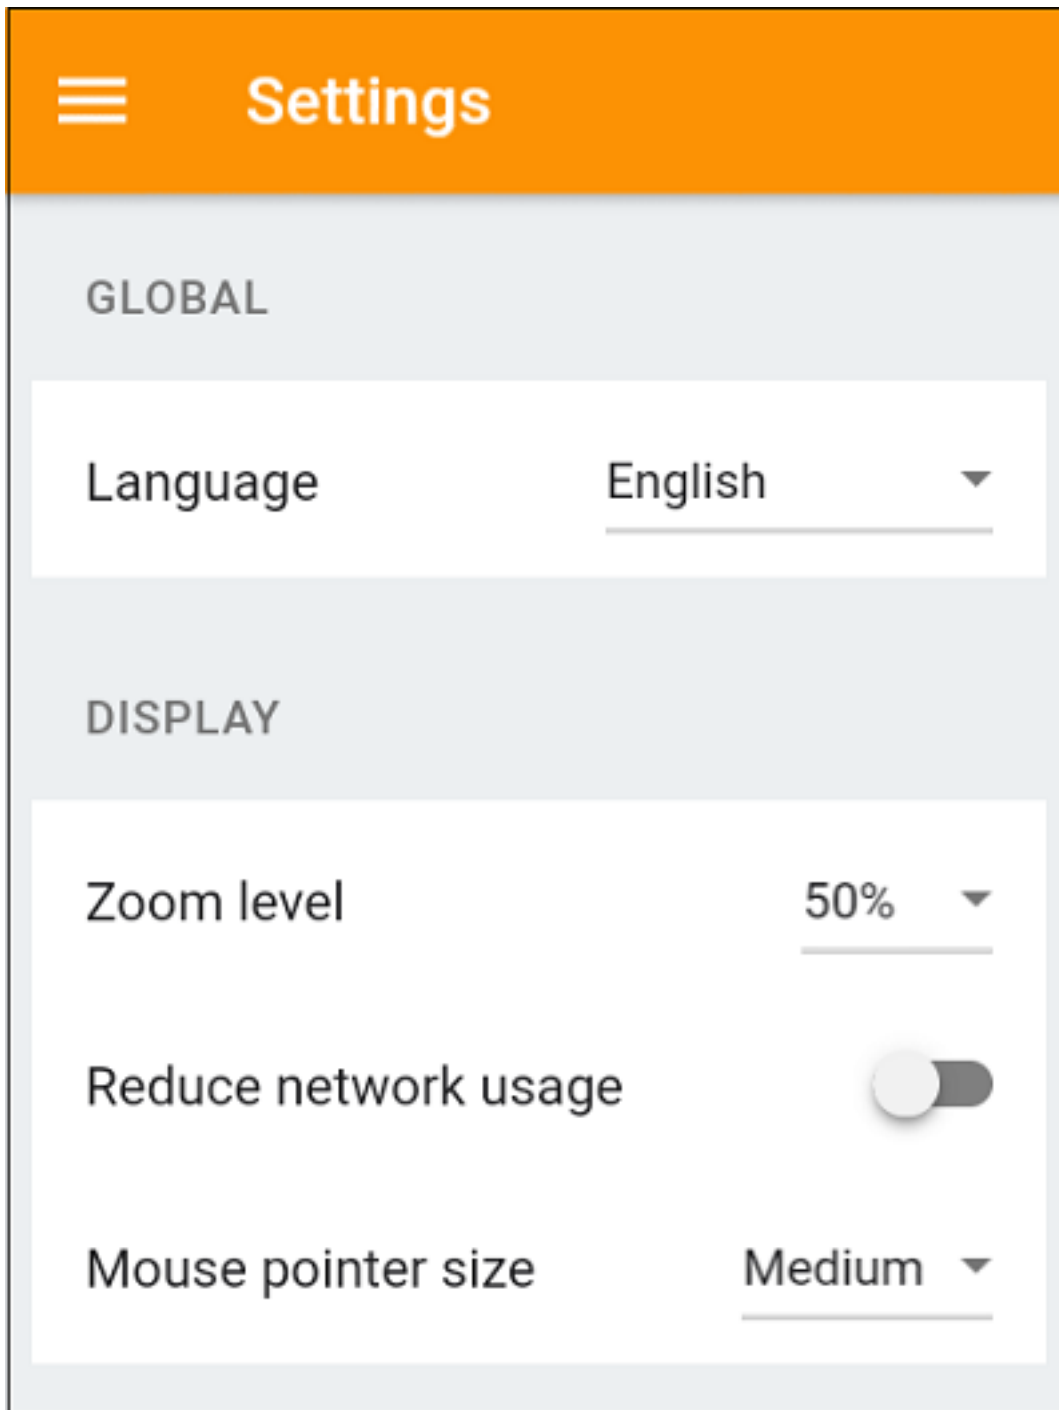 Settings
GLOBAL
Language English
DISPLAY
Zoom level 50%
Reduce network usage
Mouse pointer size Medium